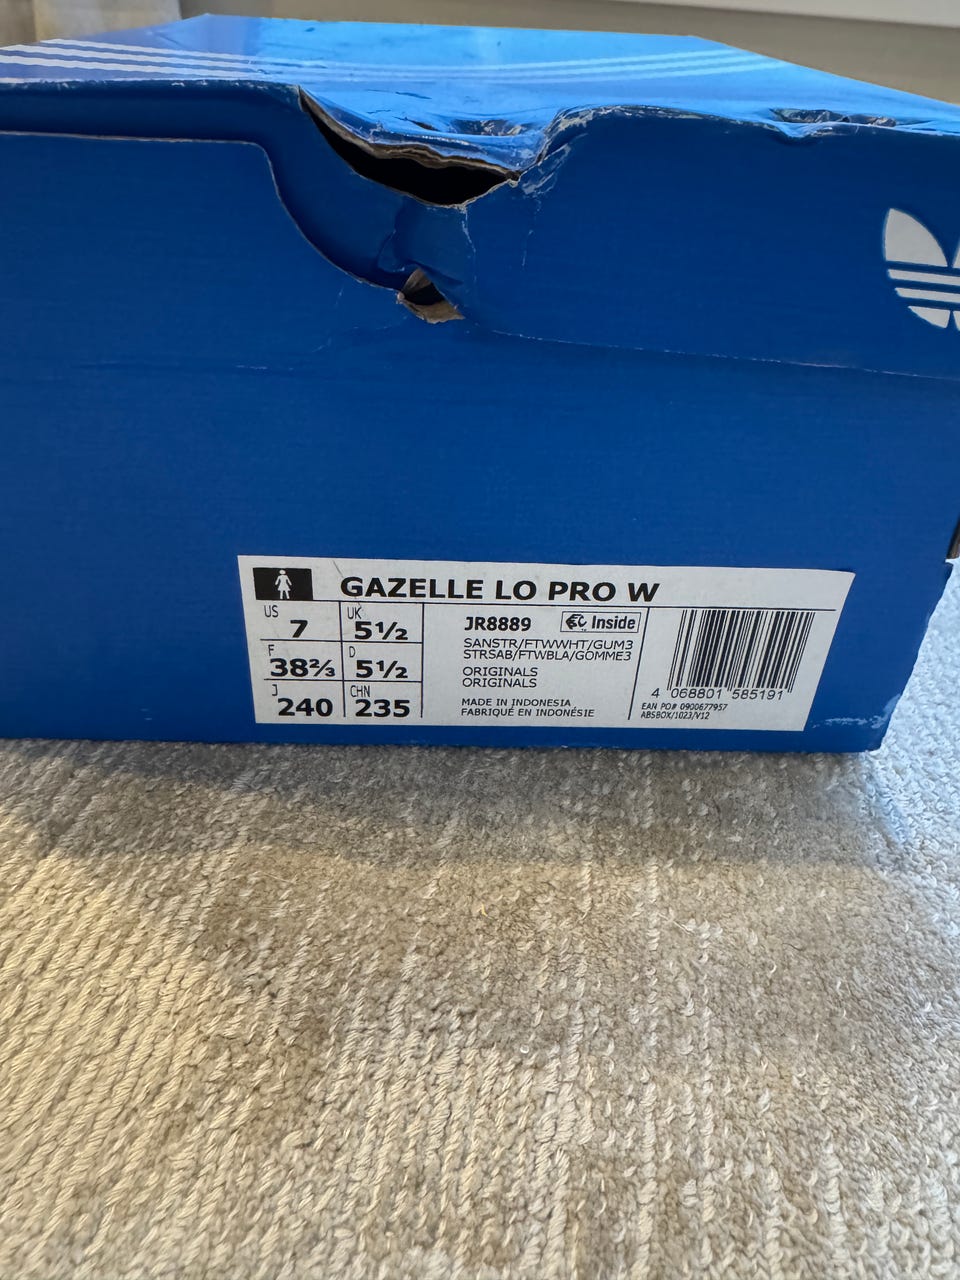 GAZELLE LO PRO W
US 7 UK 5½
F 38⅔ D 5½
J 240 CHN 235
JR8889 Inside
SANSTR/FTWWHT/GUM3
STRSAB/FTWBLA/GOMME3
ORIGINALS
ORIGINALS
MADE IN INDONESIA
FABRIQUÉ EN INDONÉSIE
4 068801 585191
EAN PO# 0900677957
ABSBOX/1023/V12